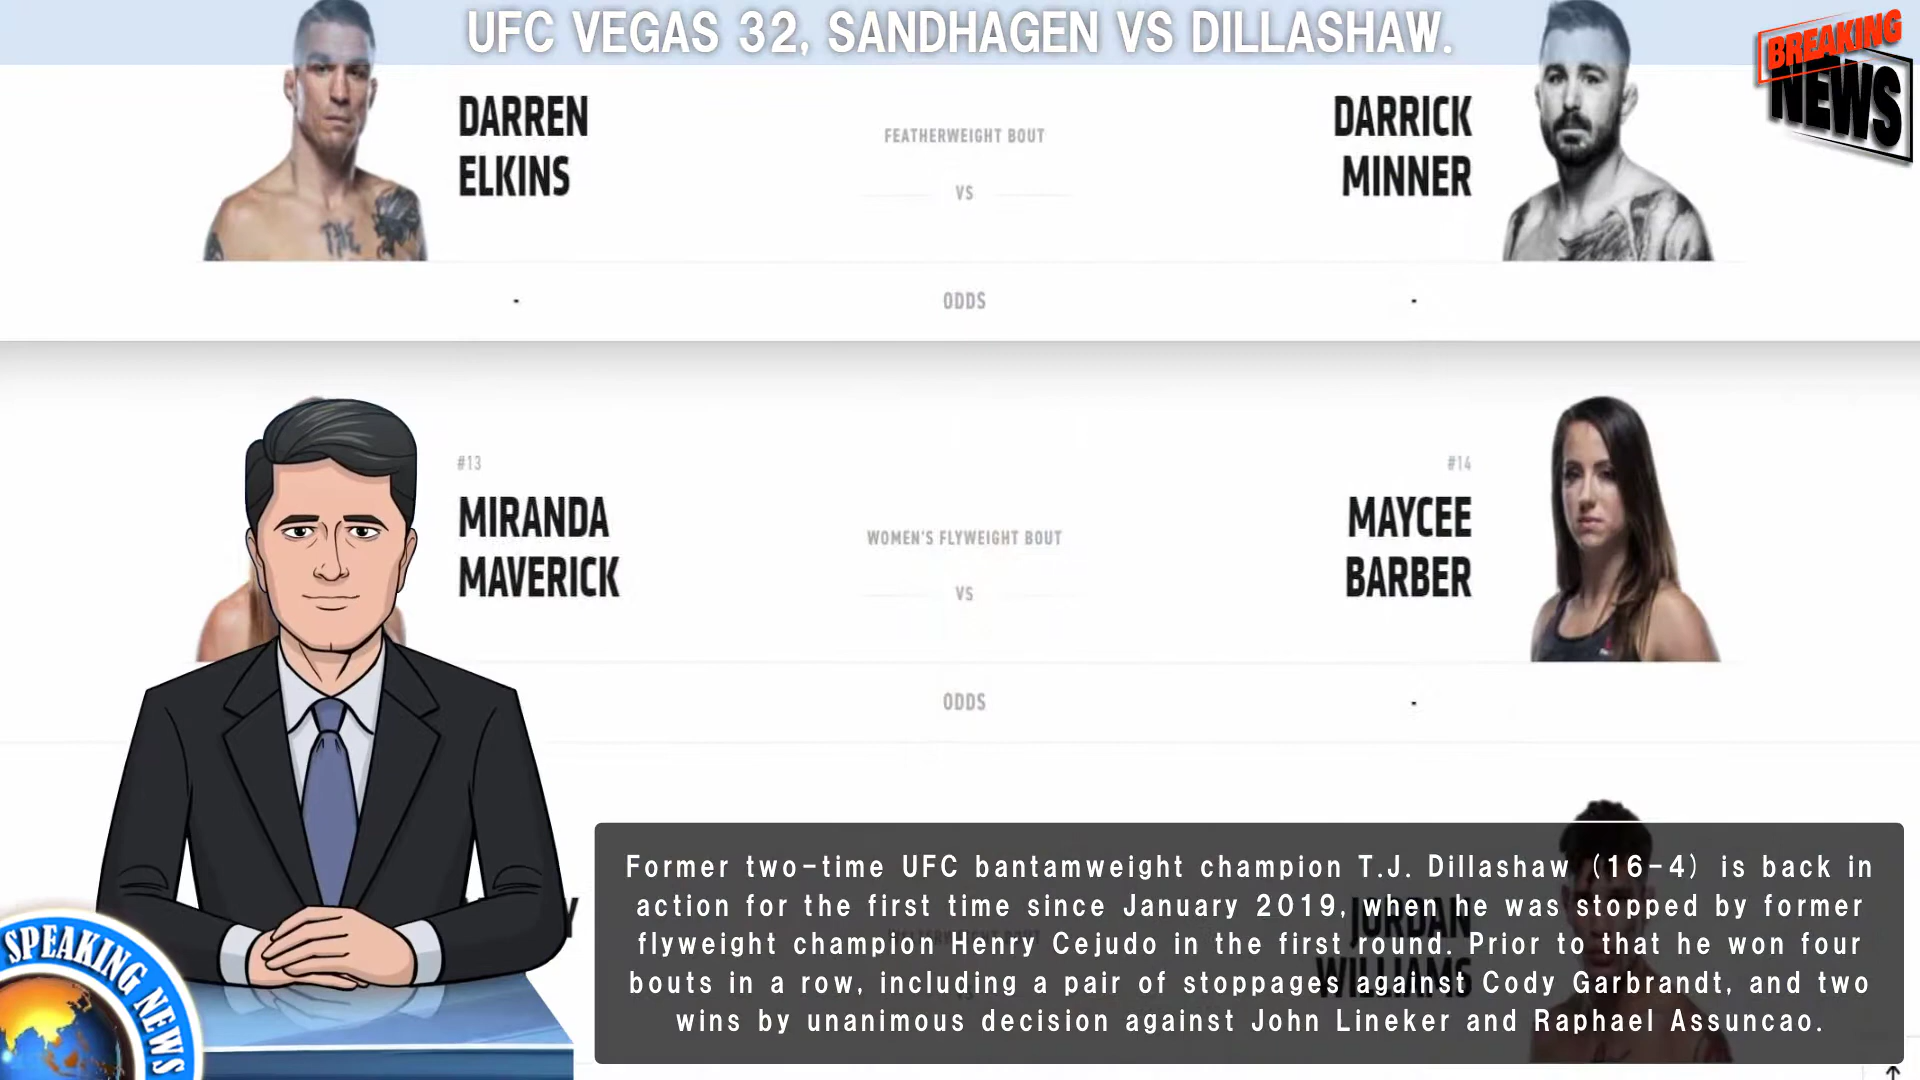 UFC VEGAS 32, SANDHAGEN VS DILLASHAW.
BREAKING
NEWS
DARREN
ELKINS
FEATHERWEIGHT BOUT
VS
DARRICK
MINNER
THE
-
ODDS
-
#13
MIRANDA
MAVERICK
WOMEN'S FLYWEIGHT BOUT
VS
#14
MAYCEE
BARBER
ODDS
-
Y
JORDAN
WILLIAMS
VS
Former two-time UFC bantamweight champion T.J. Dillashaw (16-4) is back in
action for the first time since January 2019, when he was stopped by former
flyweight champion Henry Cejudo in the first round. Prior to that he won four
bouts in a row, including a pair of stoppages against Cody Garbrandt, and two
wins by unanimous decision against John Lineker and Raphael Assuncao.
SPEAKING NEWS